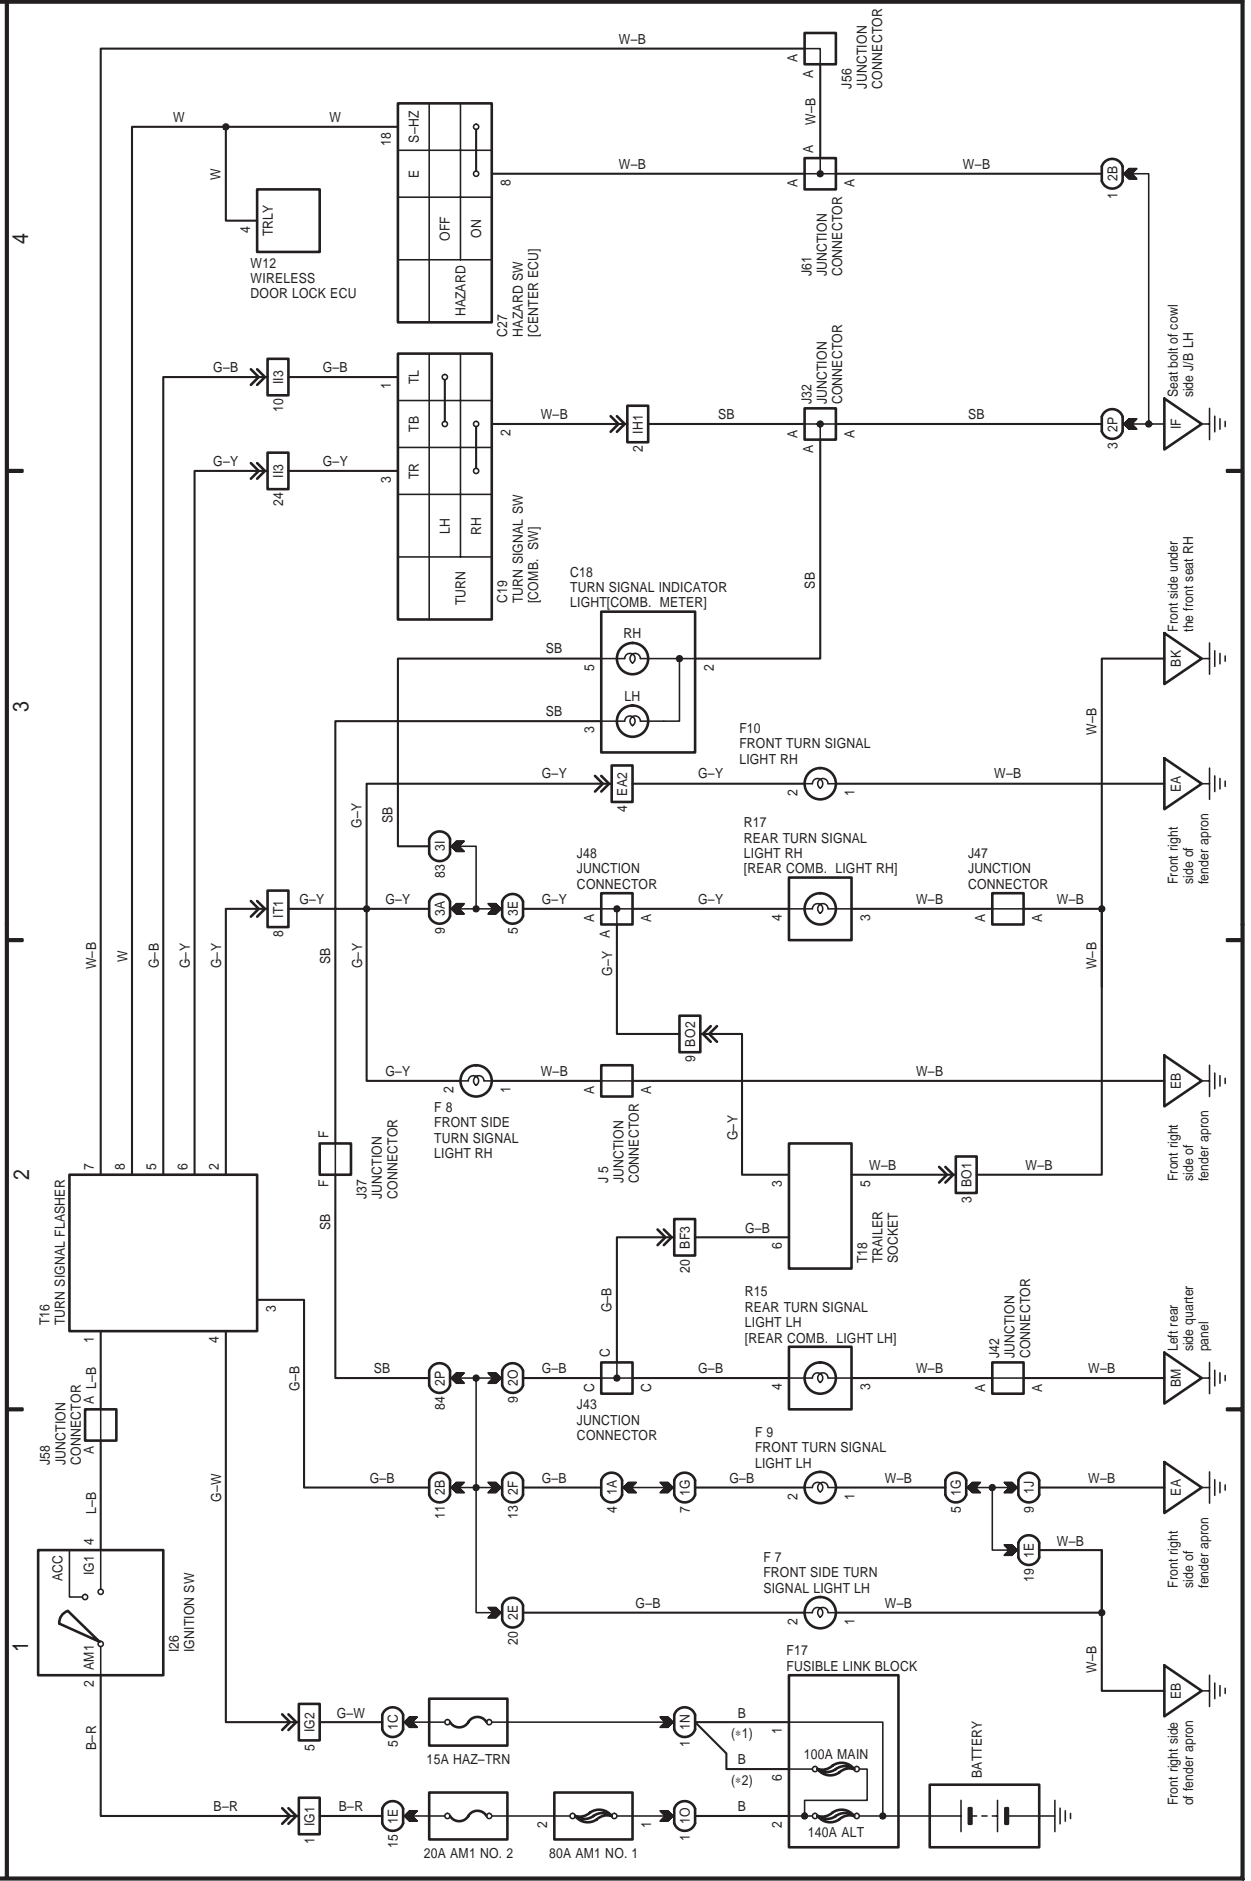 W–B
A
A
J56
JUNCTION
CONNECTOR
W
W
18
S–HZ
W–B
A
W
TRLY
4
E
8
W–B
A
A
W–B
2B
1
4
OFF
ON
W12
WIRELESS
DOOR LOCK ECU
HAZARD
C27
HAZARD SW
[CENTER ECU]
J61
JUNCTION
CONNECTOR
G–B
II3
10
G–B
1
TL
J32
JUNCTION
CONNECTOR
Seat bolt of cowl
side J/B LH
TB
2
W–B
IH1
2
SB
A
A
A
SB
2P
3
IF
G–Y
II3
24
G–Y
3
TR
LH
RH
TURN
C19
TURN SIGNAL SW
[COMB. SW]
SB
C18
TURN SIGNAL INDICATOR
LIGHT[COMB. METER]
Front side under
the front seat RH
SB
5
RH
2
BK
3
SB
3
LH
W–B
F10
FRONT TURN SIGNAL
LIGHT RH
G–Y
EA2
4
G–Y
2
1
W–B
EA
G–Y
SB
Front right
side of
fender apron
3I
83
R17
REAR TURN SIGNAL
LIGHT RH
[REAR COMB. LIGHT RH]
J48
JUNCTION
CONNECTOR
J47
JUNCTION
CONNECTOR
IT1
8
G–Y
G–Y
3A
9
3E
5
G–Y
A
A
A
G–Y
4
3
W–B
A
A
W–B
W–B
W
G–B
G–Y
G–Y
SB
G–Y
G–Y
W–B
BO2
9
G–Y
2
1
W–B
A
A
W–B
EB
F 8
FRONT SIDE
TURN SIGNAL
LIGHT RH
J 5
JUNCTION
CONNECTOR
G–Y
Front right
side of
fender apron
2
7
8
5
6
2
F
F
J37
JUNCTION
CONNECTOR
3
5
W–B
BO1
3
W–B
SB
T18
TRAILER
SOCKET
BF3
20
G–B
6
T16
TURN SIGNAL FLASHER
3
1
4
G–B
R15
REAR TURN SIGNAL
LIGHT LH
[REAR COMB. LIGHT LH]
J42
JUNCTION
CONNECTOR
Left rear
side quarter
panel
L–B
A
G–B
SB
2P
84
2O
9
G–B
C
C
C
G–B
4
3
W–B
A
A
W–B
BM
J43
JUNCTION
CONNECTOR
J58
JUNCTION
CONNECTOR
A
F 9
FRONT TURN SIGNAL
LIGHT LH
G–W
G–B
2B
11
2F
13
G–B
1A
4
1G
7
G–B
2
1
W–B
1G
5
1J
9
W–B
EA
L–B
4
ACC
IG1
1E
19
W–B
Front right
side of
fender apron
F 7
FRONT SIDE TURN
SIGNAL LIGHT LH
2E
20
G–B
2
1
W–B
1
AM1
2
I26
IGNITION SW
F17
FUSIBLE LINK BLOCK
W–B
EB
B–R
IG2
5
G–W
1C
5
15A HAZ–TRN
1N
1
B
(*1)
1
B
(*2)
6
100A MAIN
BATTERY
Front right side
of fender apron
B–R
IG1
1
B–R
1E
15
20A AM1 NO. 2
2
80A AM1 NO. 1
1
1O
1
B
2
140A ALT